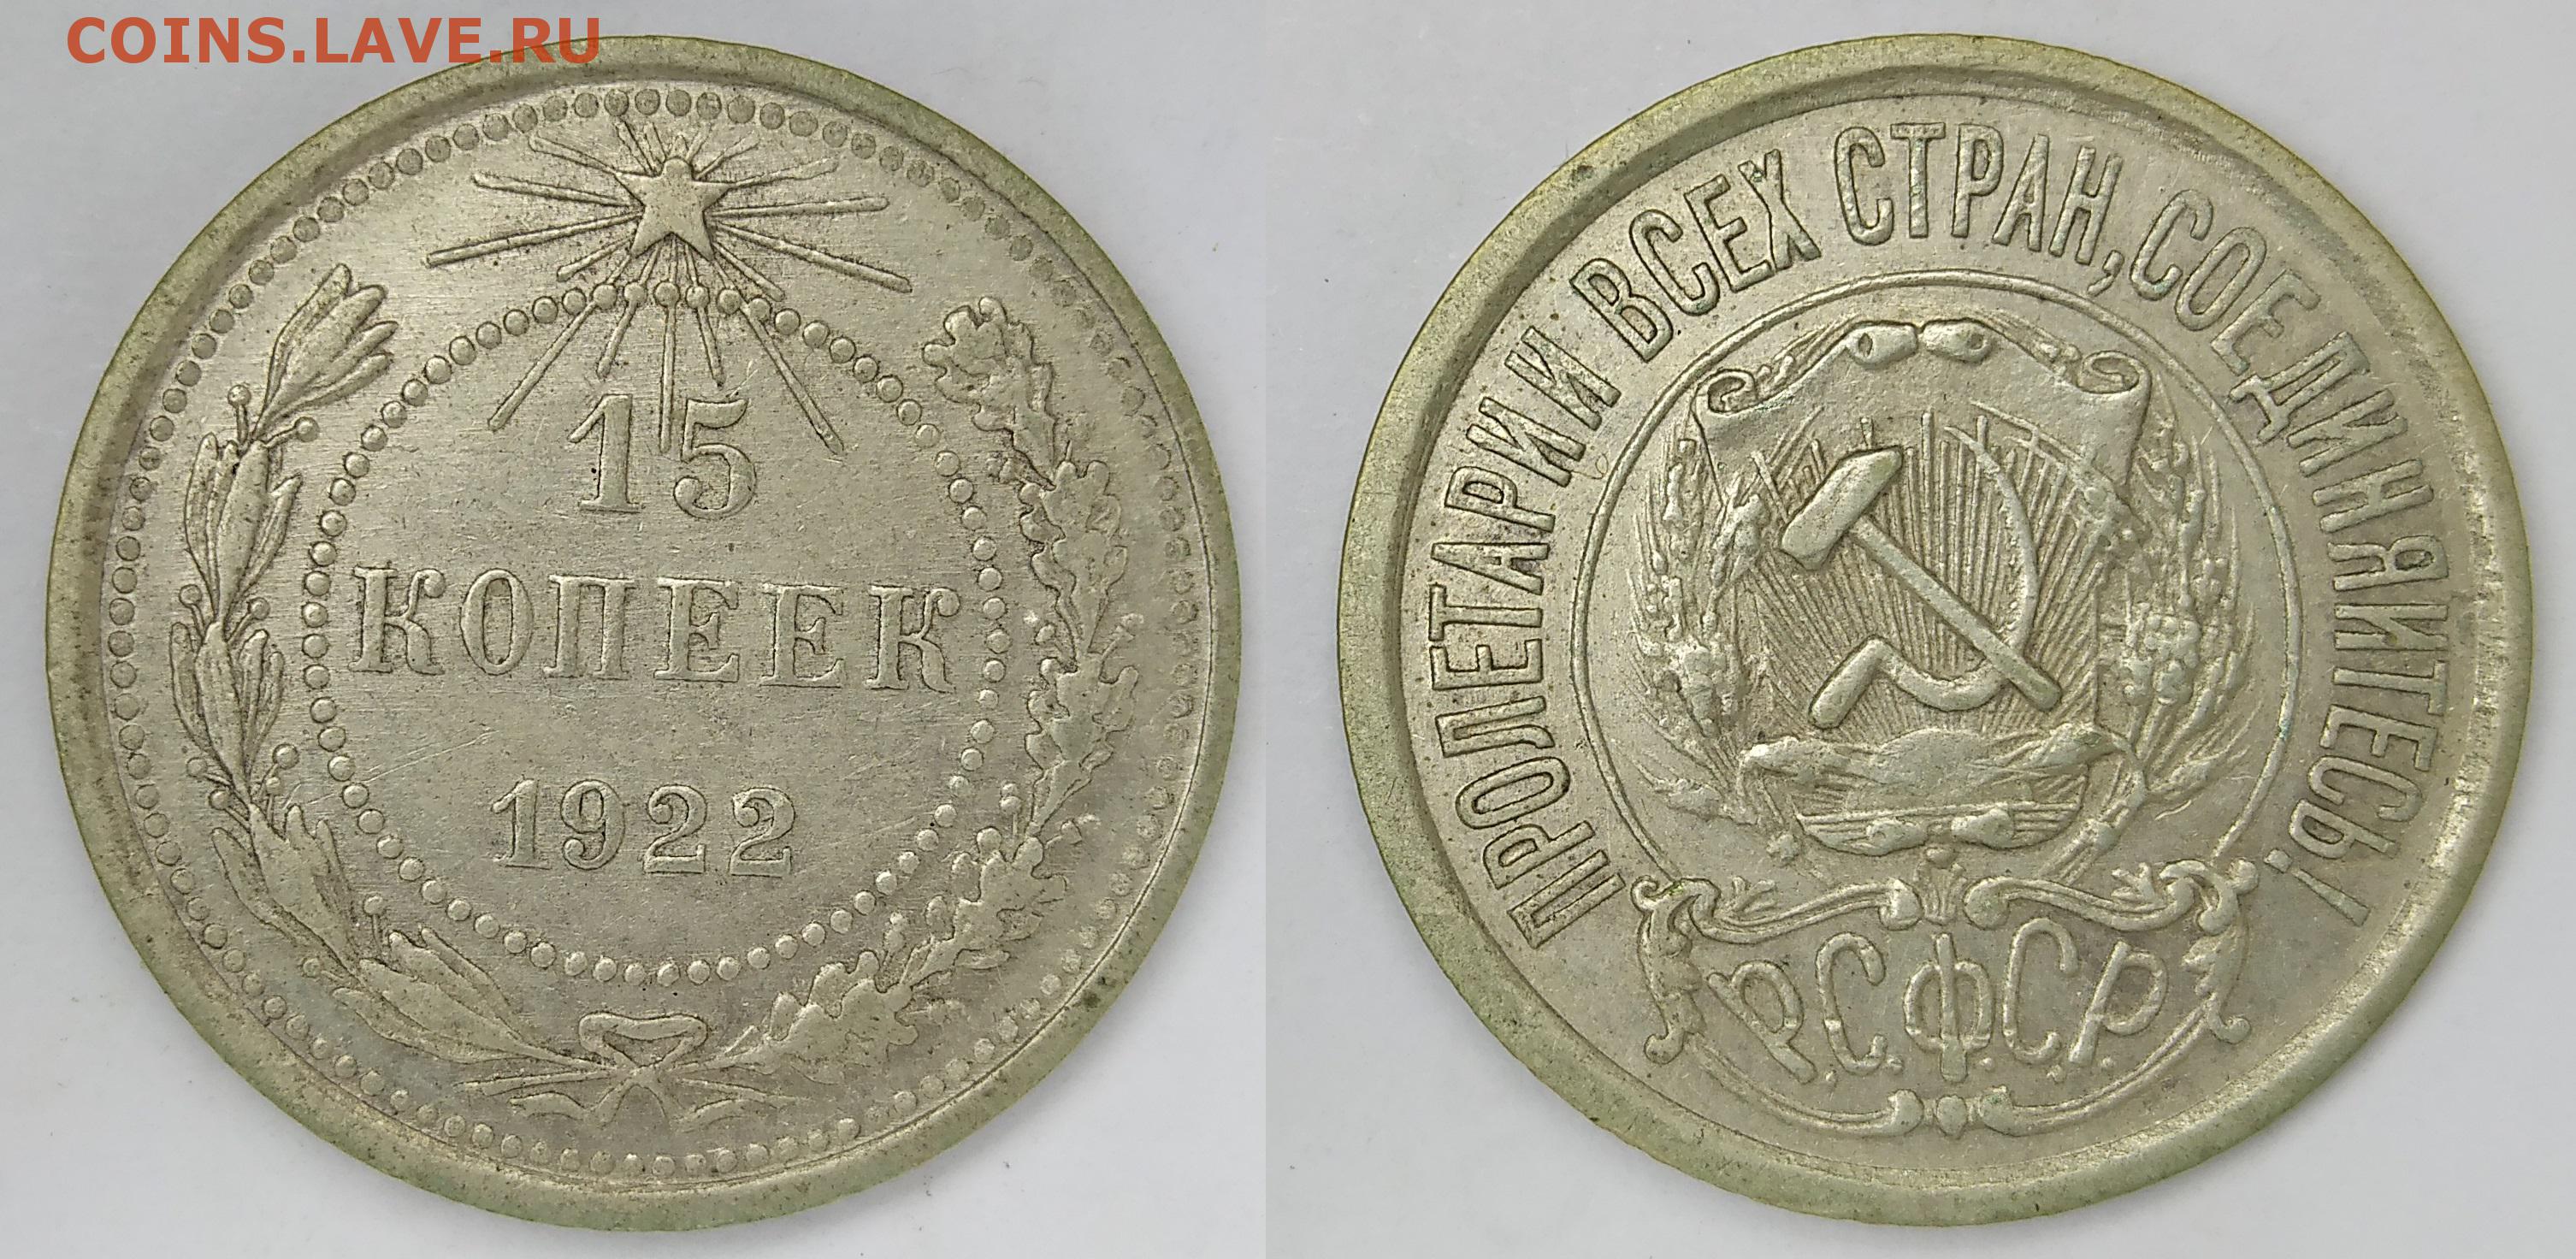 COINS.LAVE.RU
15
КОПЕЕК
1922
ПРОЛЕТАРИИ ВСЕХ СТРАН, СОЕДИНЯЙТЕСЬ!
Р.С.Ф.С.Р.